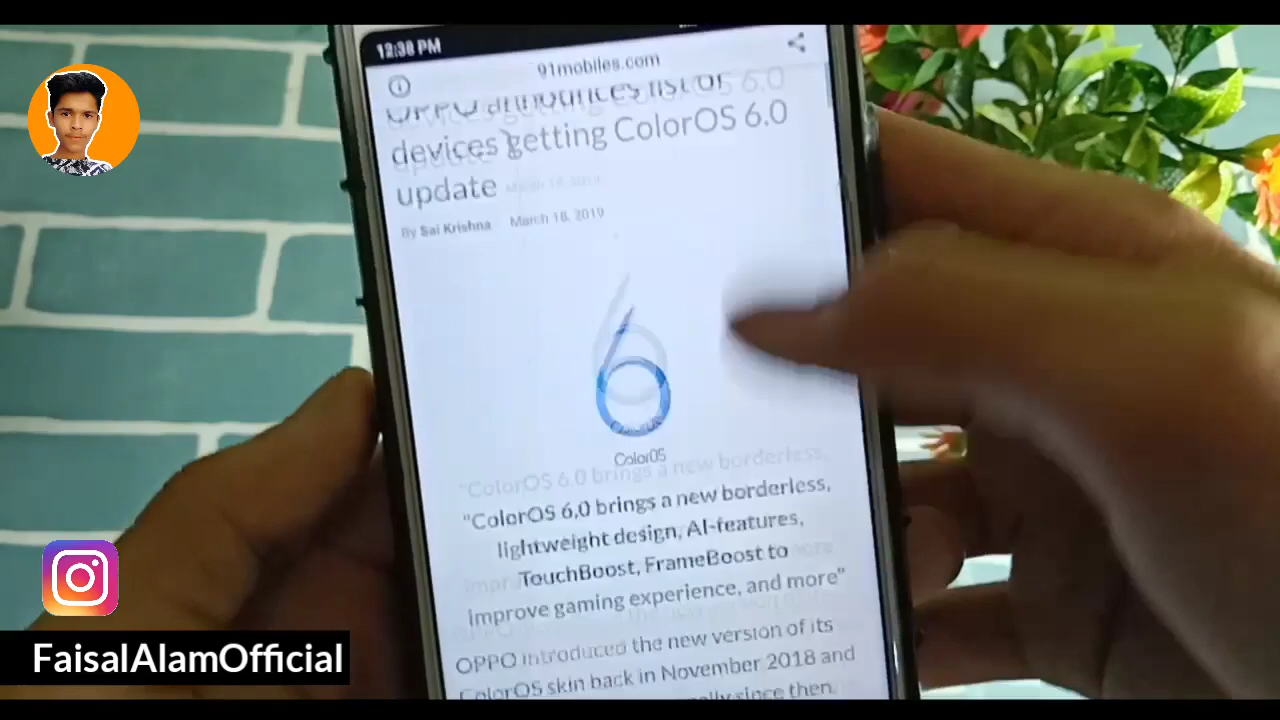 12:38 PM
91mobiles.com
OPPO announces list of
devices getting ColorOS 6.0
update
By Sai Krishna March 18, 2019
ColorOS
"ColorOS 6.0 brings a new borderless,
lightweight design, AI-features,
TouchBoost, FrameBoost to
improve gaming experience, and more"
OPPO introduced the new version of its
ColorOS skin back in November 2018 and
since then.
FaisalAlamOfficial